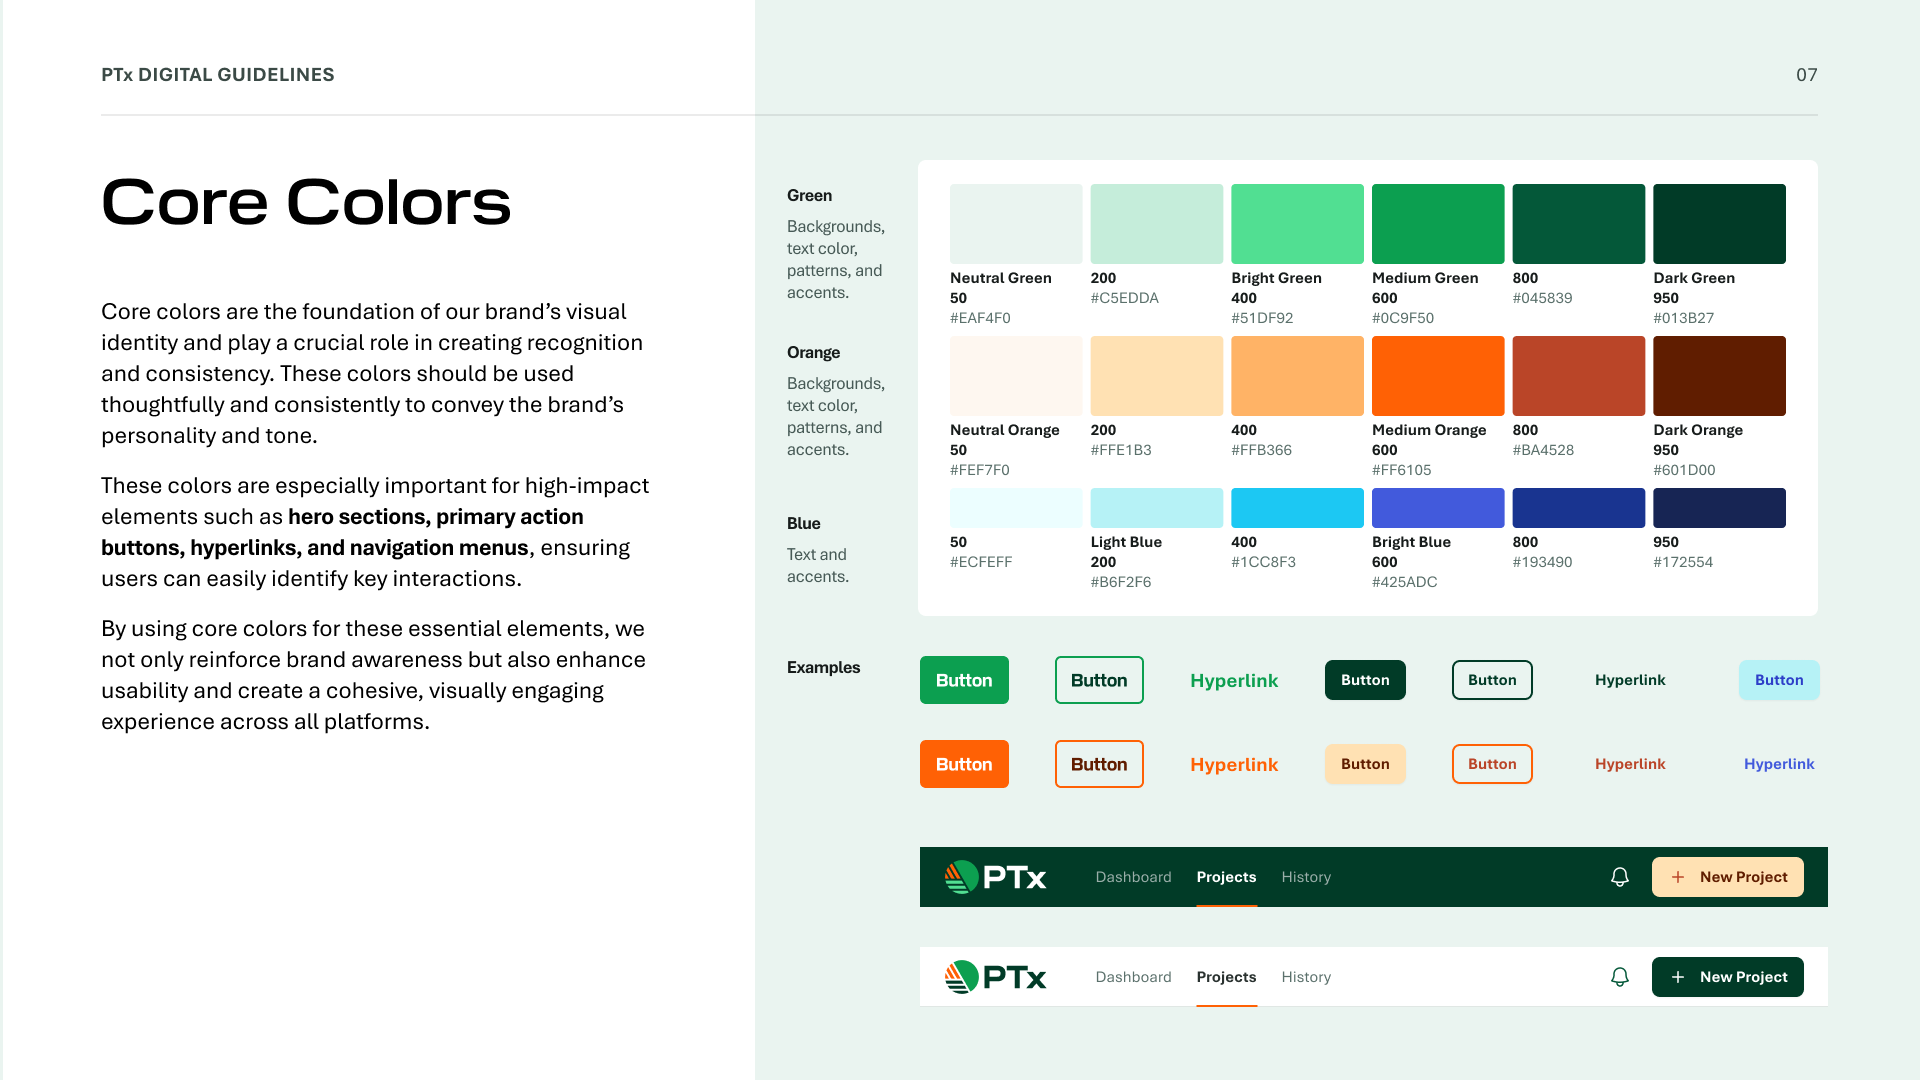 PTx DIGITAL GUIDELINES
07
Core Colors
Core colors are the foundation of our brand’s visual
identity and play a crucial role in creating recognition
and consistency. These colors should be used
thoughtfully and consistently to convey the brand’s
personality and tone.
These colors are especially important for high-impact
elements such as hero sections, primary action
buttons, hyperlinks, and navigation menus, ensuring
users can easily identify key interactions.
By using core colors for these essential elements, we
not only reinforce brand awareness but also enhance
usability and create a cohesive, visually engaging
experience across all platforms.
Green
Backgrounds,
text color,
patterns, and
accents.
Neutral Green
50
#EAF4F0
200
#C5EDDA
Bright Green
400
#51DF92
Medium Green
600
#0C9F50
800
#045839
Dark Green
950
#013B27
Orange
Backgrounds,
text color,
patterns, and
accents.
Neutral Orange
50
#FEF7F0
200
#FFE1B3
400
#FFB366
Medium Orange
600
#FF6105
800
#BA4528
Dark Orange
950
#601D00
Blue
Text and
accents.
50
#ECFEFF
Light Blue
200
#B6F2F6
400
#1CC8F3
Bright Blue
600
#425ADC
800
#193490
950
#172554
Examples
Button Button Hyperlink Button Button Hyperlink Button
Button Button Hyperlink Button Button Hyperlink Hyperlink
PTx Dashboard Projects History + New Project
PTx Dashboard Projects History + New Project